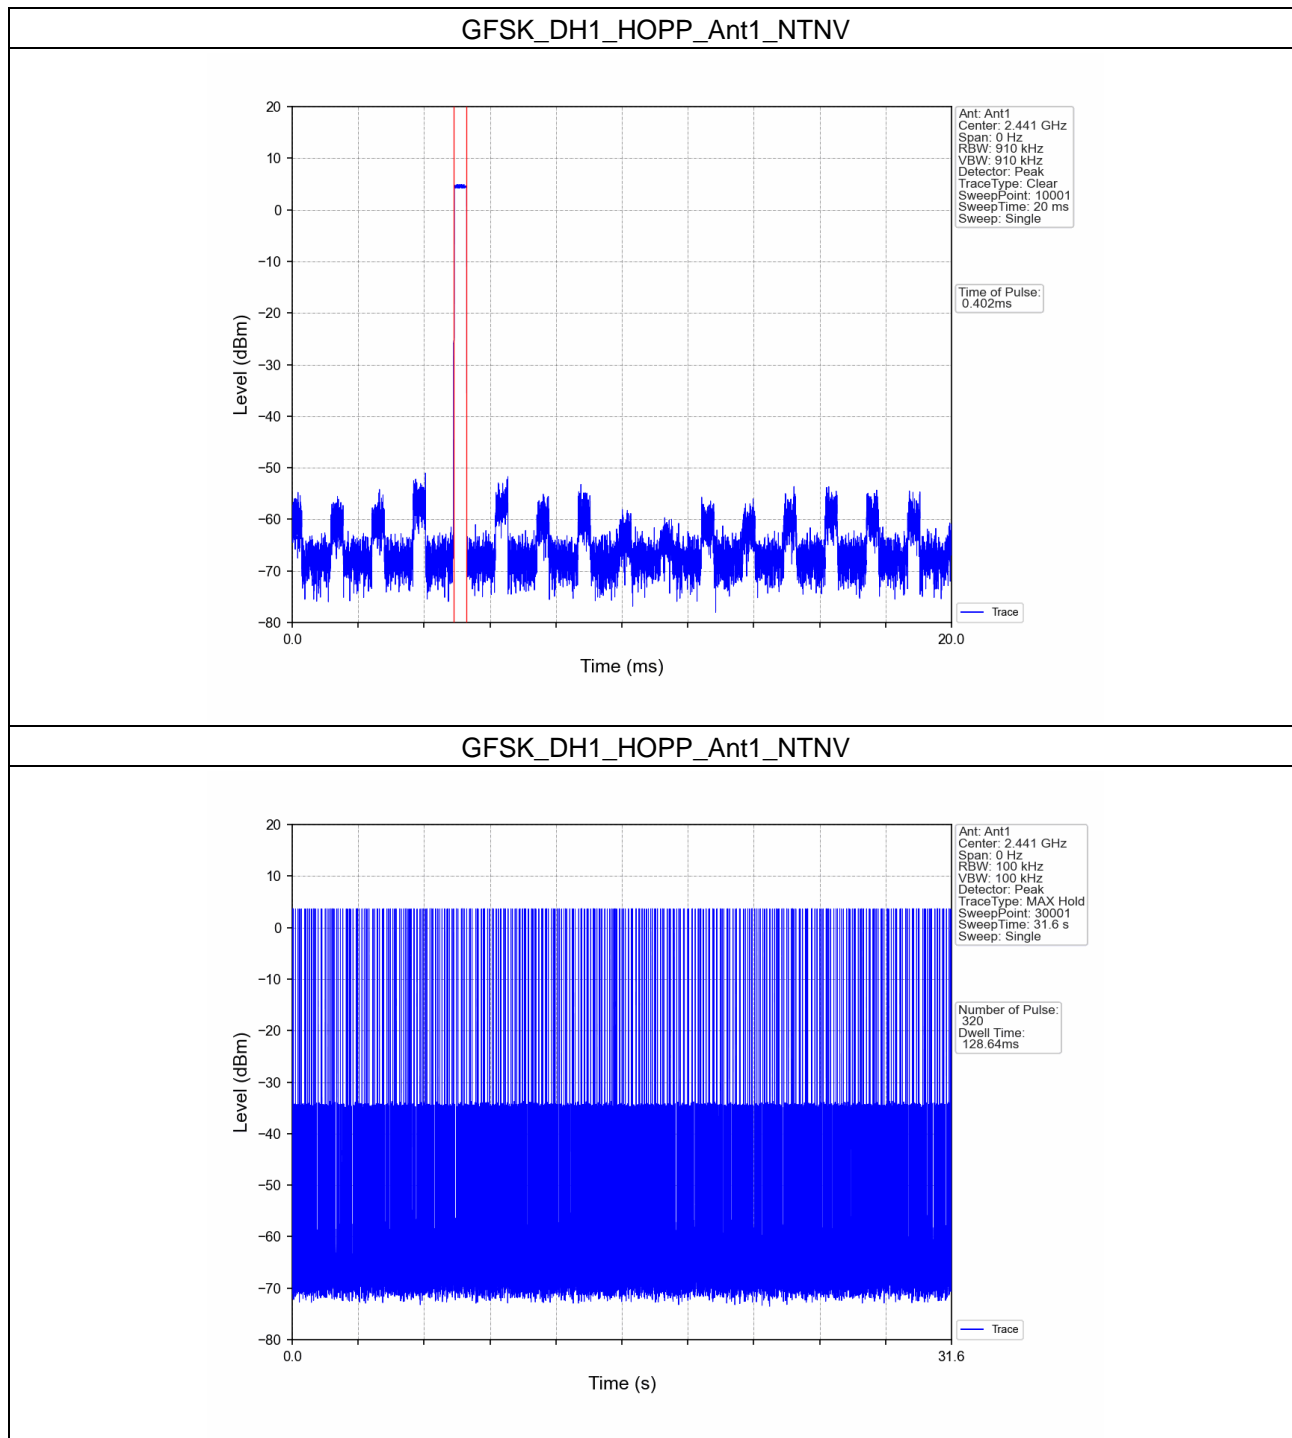 GFSK_DH1_HOPP_Ant1_NTNV
20
10
0
−10
−20
−30
−40
−50
−60
−70
−80
Level (dBm)
0.0
20.0
Time (ms)
Ant: Ant1
Center: 2.441 GHz
Span: 0 Hz
RBW: 910 kHz
VBW: 910 kHz
Detector: Peak
TraceType: Clear
SweepPoint: 10001
SweepTime: 20 ms
Sweep: Single
Time of Pulse:
0.402ms
Trace
GFSK_DH1_HOPP_Ant1_NTNV
20
10
0
−10
−20
−30
−40
−50
−60
−70
−80
Level (dBm)
0.0
31.6
Time (s)
Ant: Ant1
Center: 2.441 GHz
Span: 0 Hz
RBW: 100 kHz
VBW: 100 kHz
Detector: Peak
TraceType: MAX Hold
SweepPoint: 30001
SweepTime: 31.6 s
Sweep: Single
Number of Pulse:
320
Dwell Time:
128.64ms
Trace